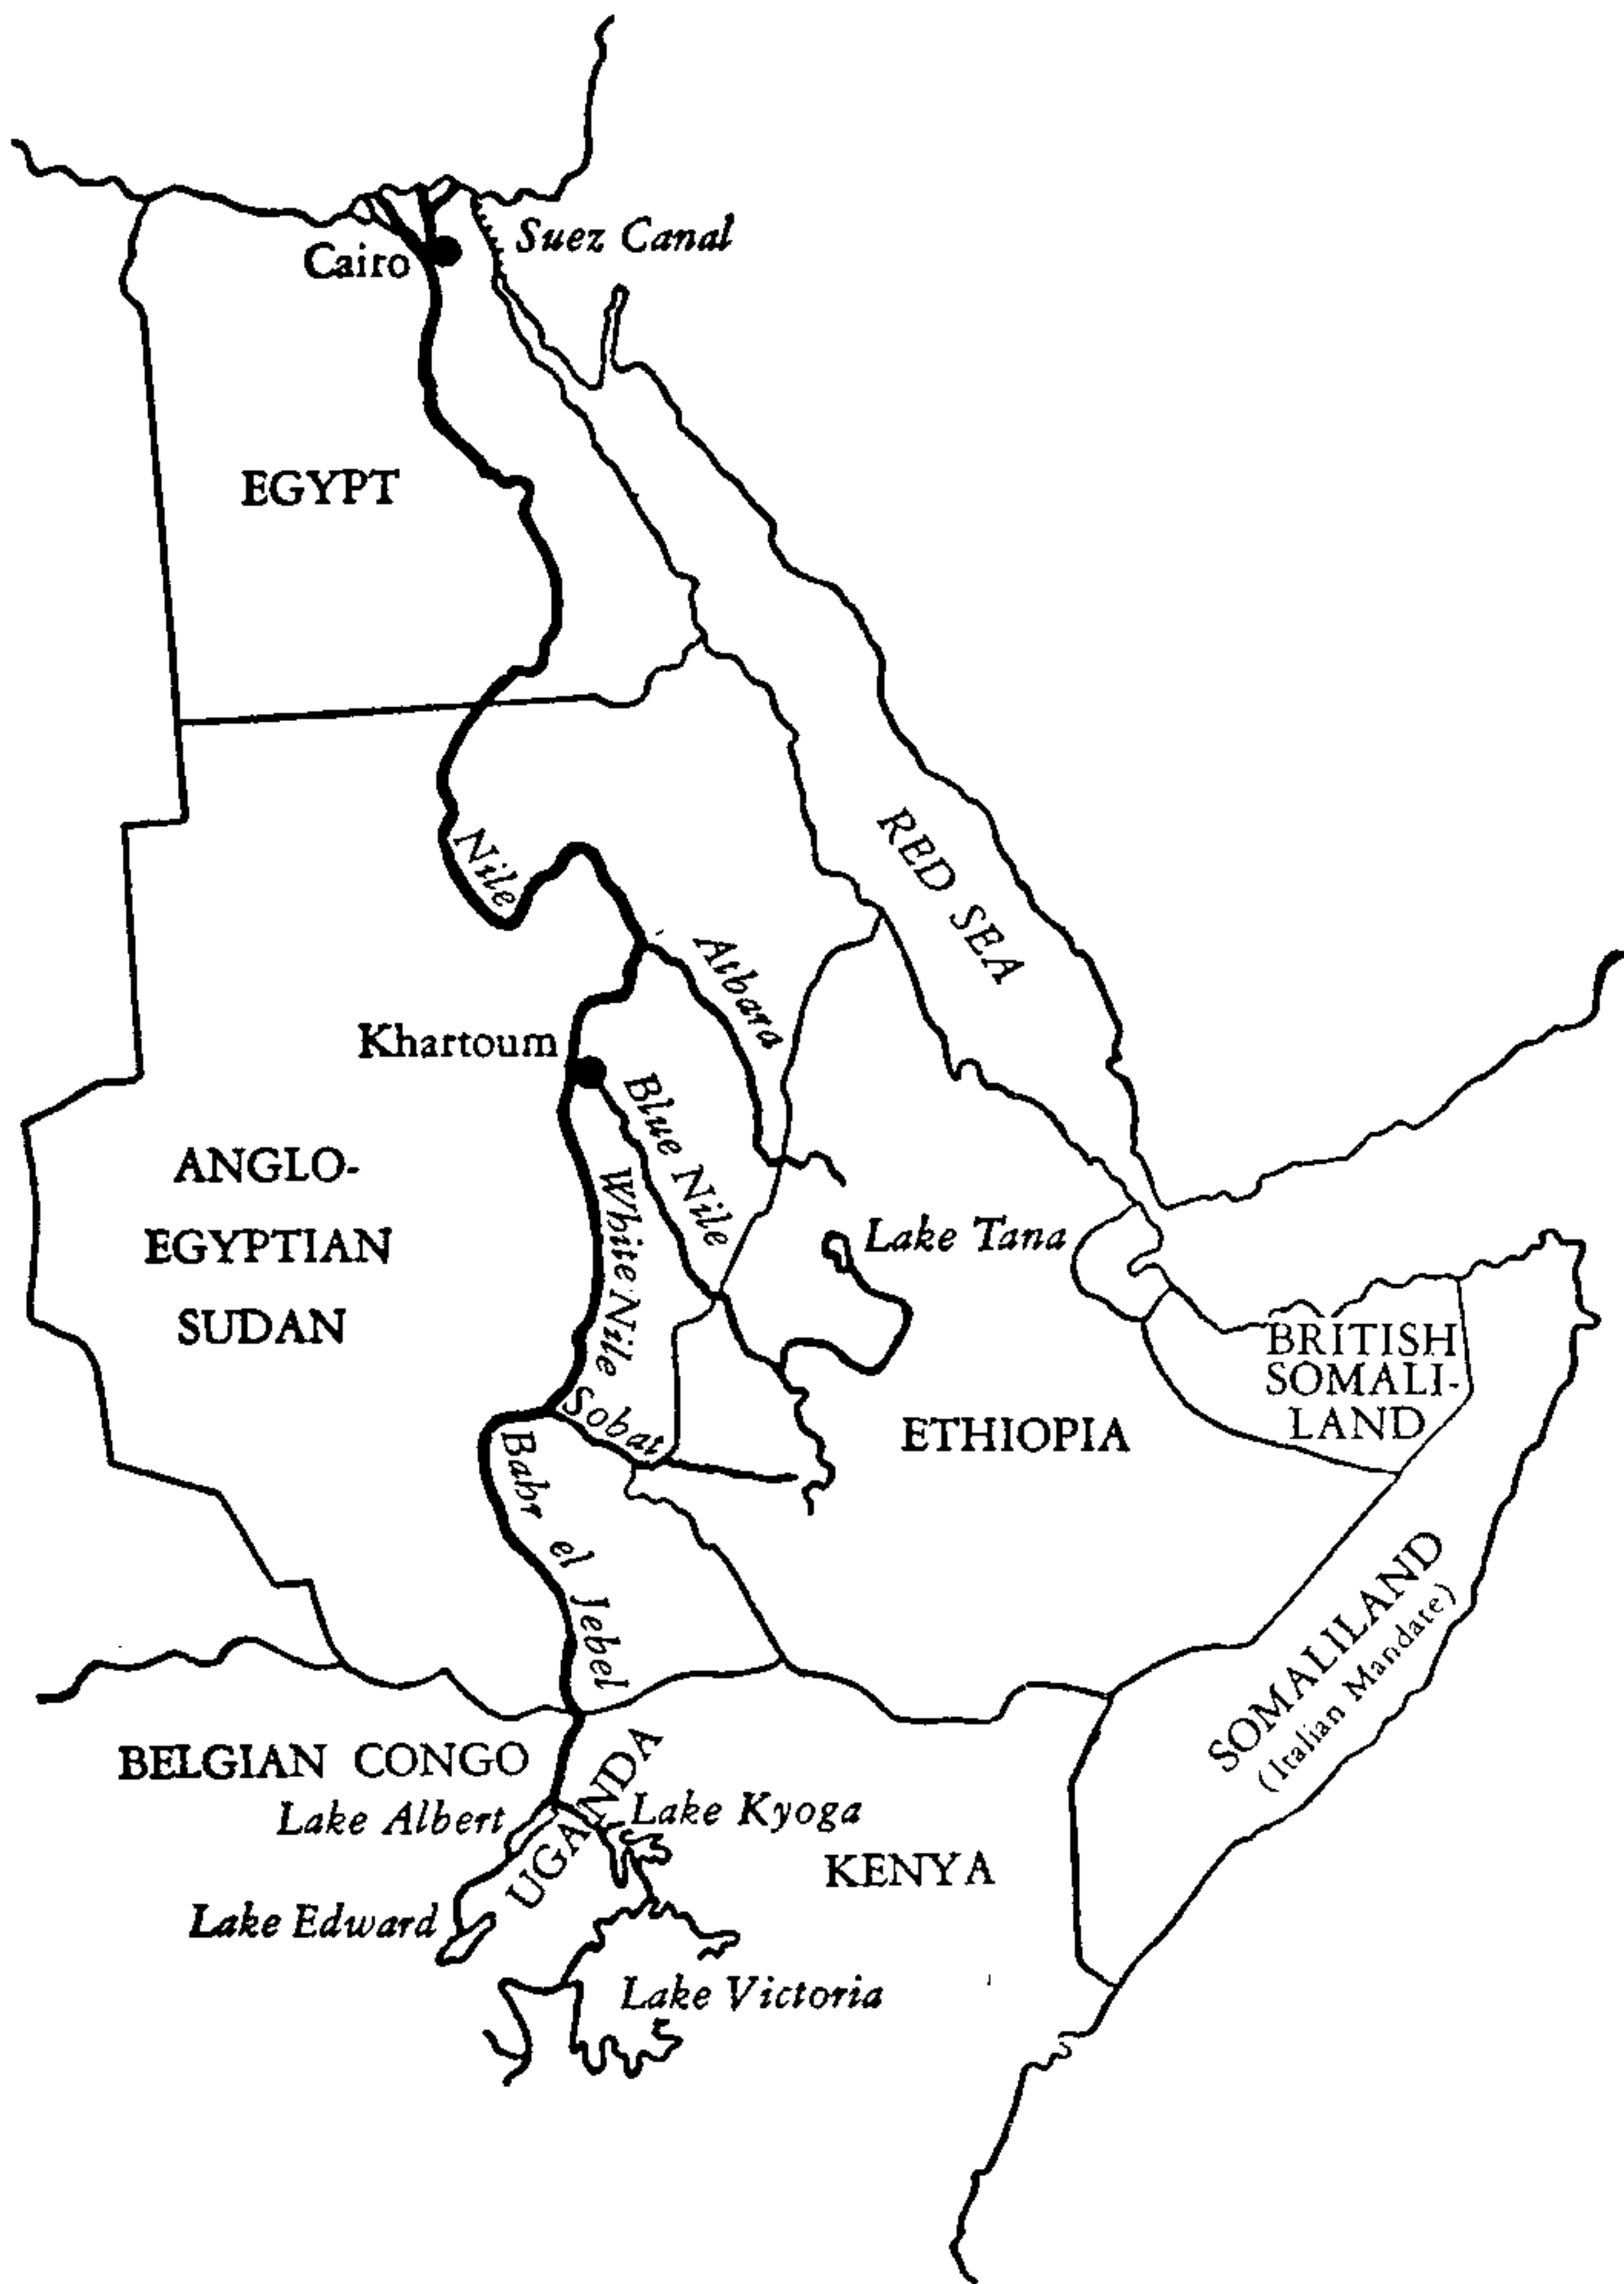 Suez Canal
Cairo
EGYPT
Nile
RED SEA
Atbara
Khartoum
Blue Nile
White Nile
ANGLO-
EGYPTIAN
SUDAN
Lake Tana
BRITISH
SOMALI-
LAND
Sobat
ETHIOPIA
Bahr el Jebel
SOMALILAND
(Italian Mandate)
BELGIAN CONGO
UGANDA
Lake Albert
Lake Kyoga
KENYA
Lake Edward
Lake Victoria